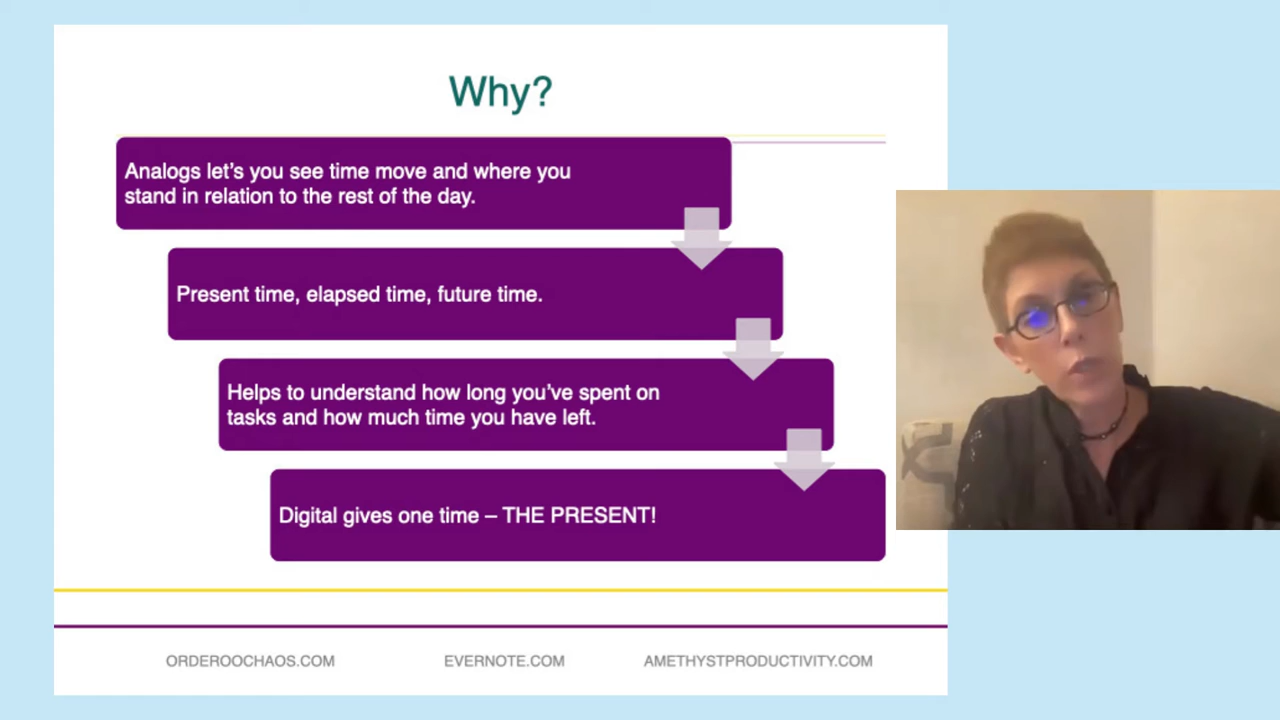 Why?
Analogs let’s you see time move and where you
stand in relation to the rest of the day.
Present time, elapsed time, future time.
Helps to understand how long you’ve spent on
tasks and how much time you have left.
Digital gives one time – THE PRESENT!
ORDEROOCHAOS.COM
EVERNOTE.COM
AMETHYSTPRODUCTIVITY.COM